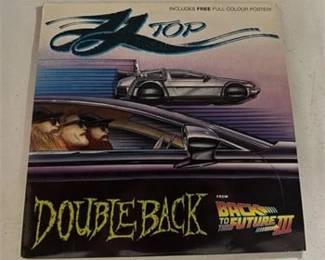 INCLUDES FREE FULL COLOUR POSTER!
ZZ TOP
DOUBLEBACK
FROM
BACK TO THE FUTURE III